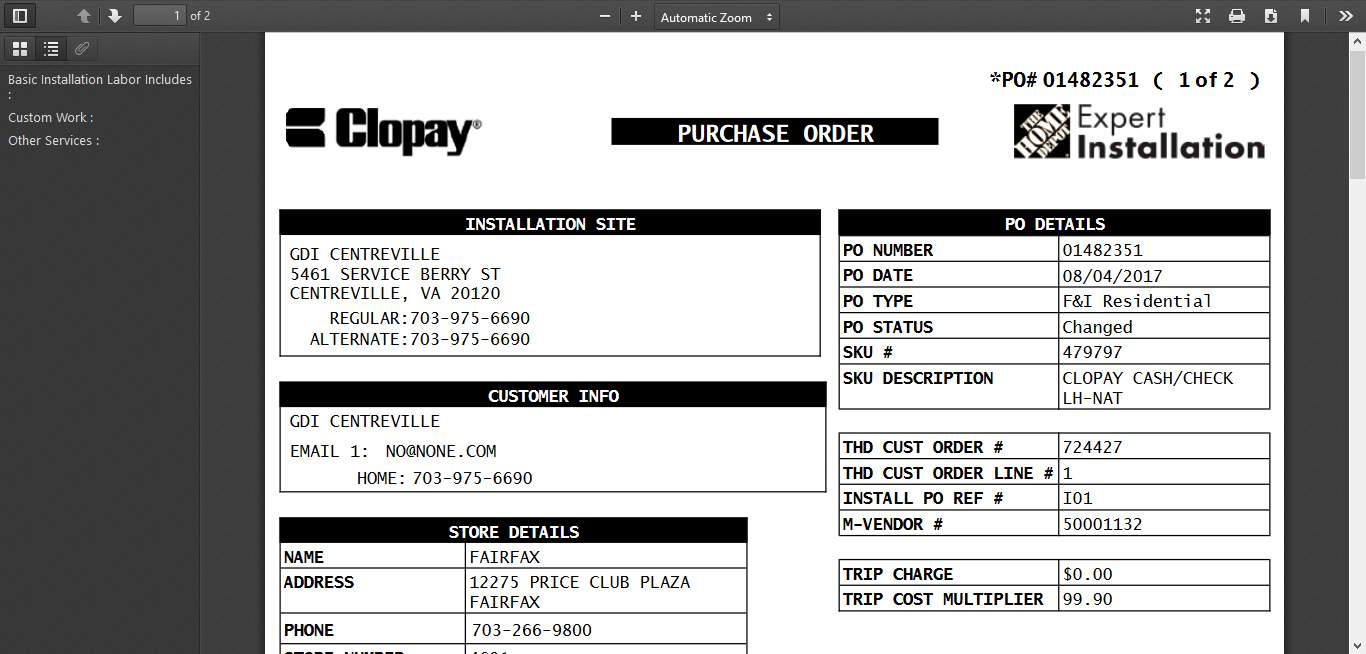 1 of 2
Automatic Zoom
Basic Installation Labor Includes
:
Custom Work :
Other Services :
*PO# 01482351 ( 1 of 2 )
Clopay®
PURCHASE ORDER
THE HOME DEPOT
Expert
Installation
INSTALLATION SITE
GDI CENTREVILLE
5461 SERVICE BERRY ST
CENTREVILLE, VA 20120
REGULAR:703-975-6690
ALTERNATE:703-975-6690
CUSTOMER INFO
GDI CENTREVILLE
EMAIL 1: NO@NONE.COM
HOME: 703-975-6690
STORE DETAILS
NAME FAIRFAX
ADDRESS 12275 PRICE CLUB PLAZA
FAIRFAX
PHONE 703-266-9800
STORE NUMBER
PO DETAILS
PO NUMBER 01482351
PO DATE 08/04/2017
PO TYPE F&I Residential
PO STATUS Changed
SKU # 479797
SKU DESCRIPTION CLOPAY CASH/CHECK
LH-NAT
THD CUST ORDER # 724427
THD CUST ORDER LINE # 1
INSTALL PO REF # I01
M-VENDOR # 50001132
TRIP CHARGE $0.00
TRIP COST MULTIPLIER 99.90